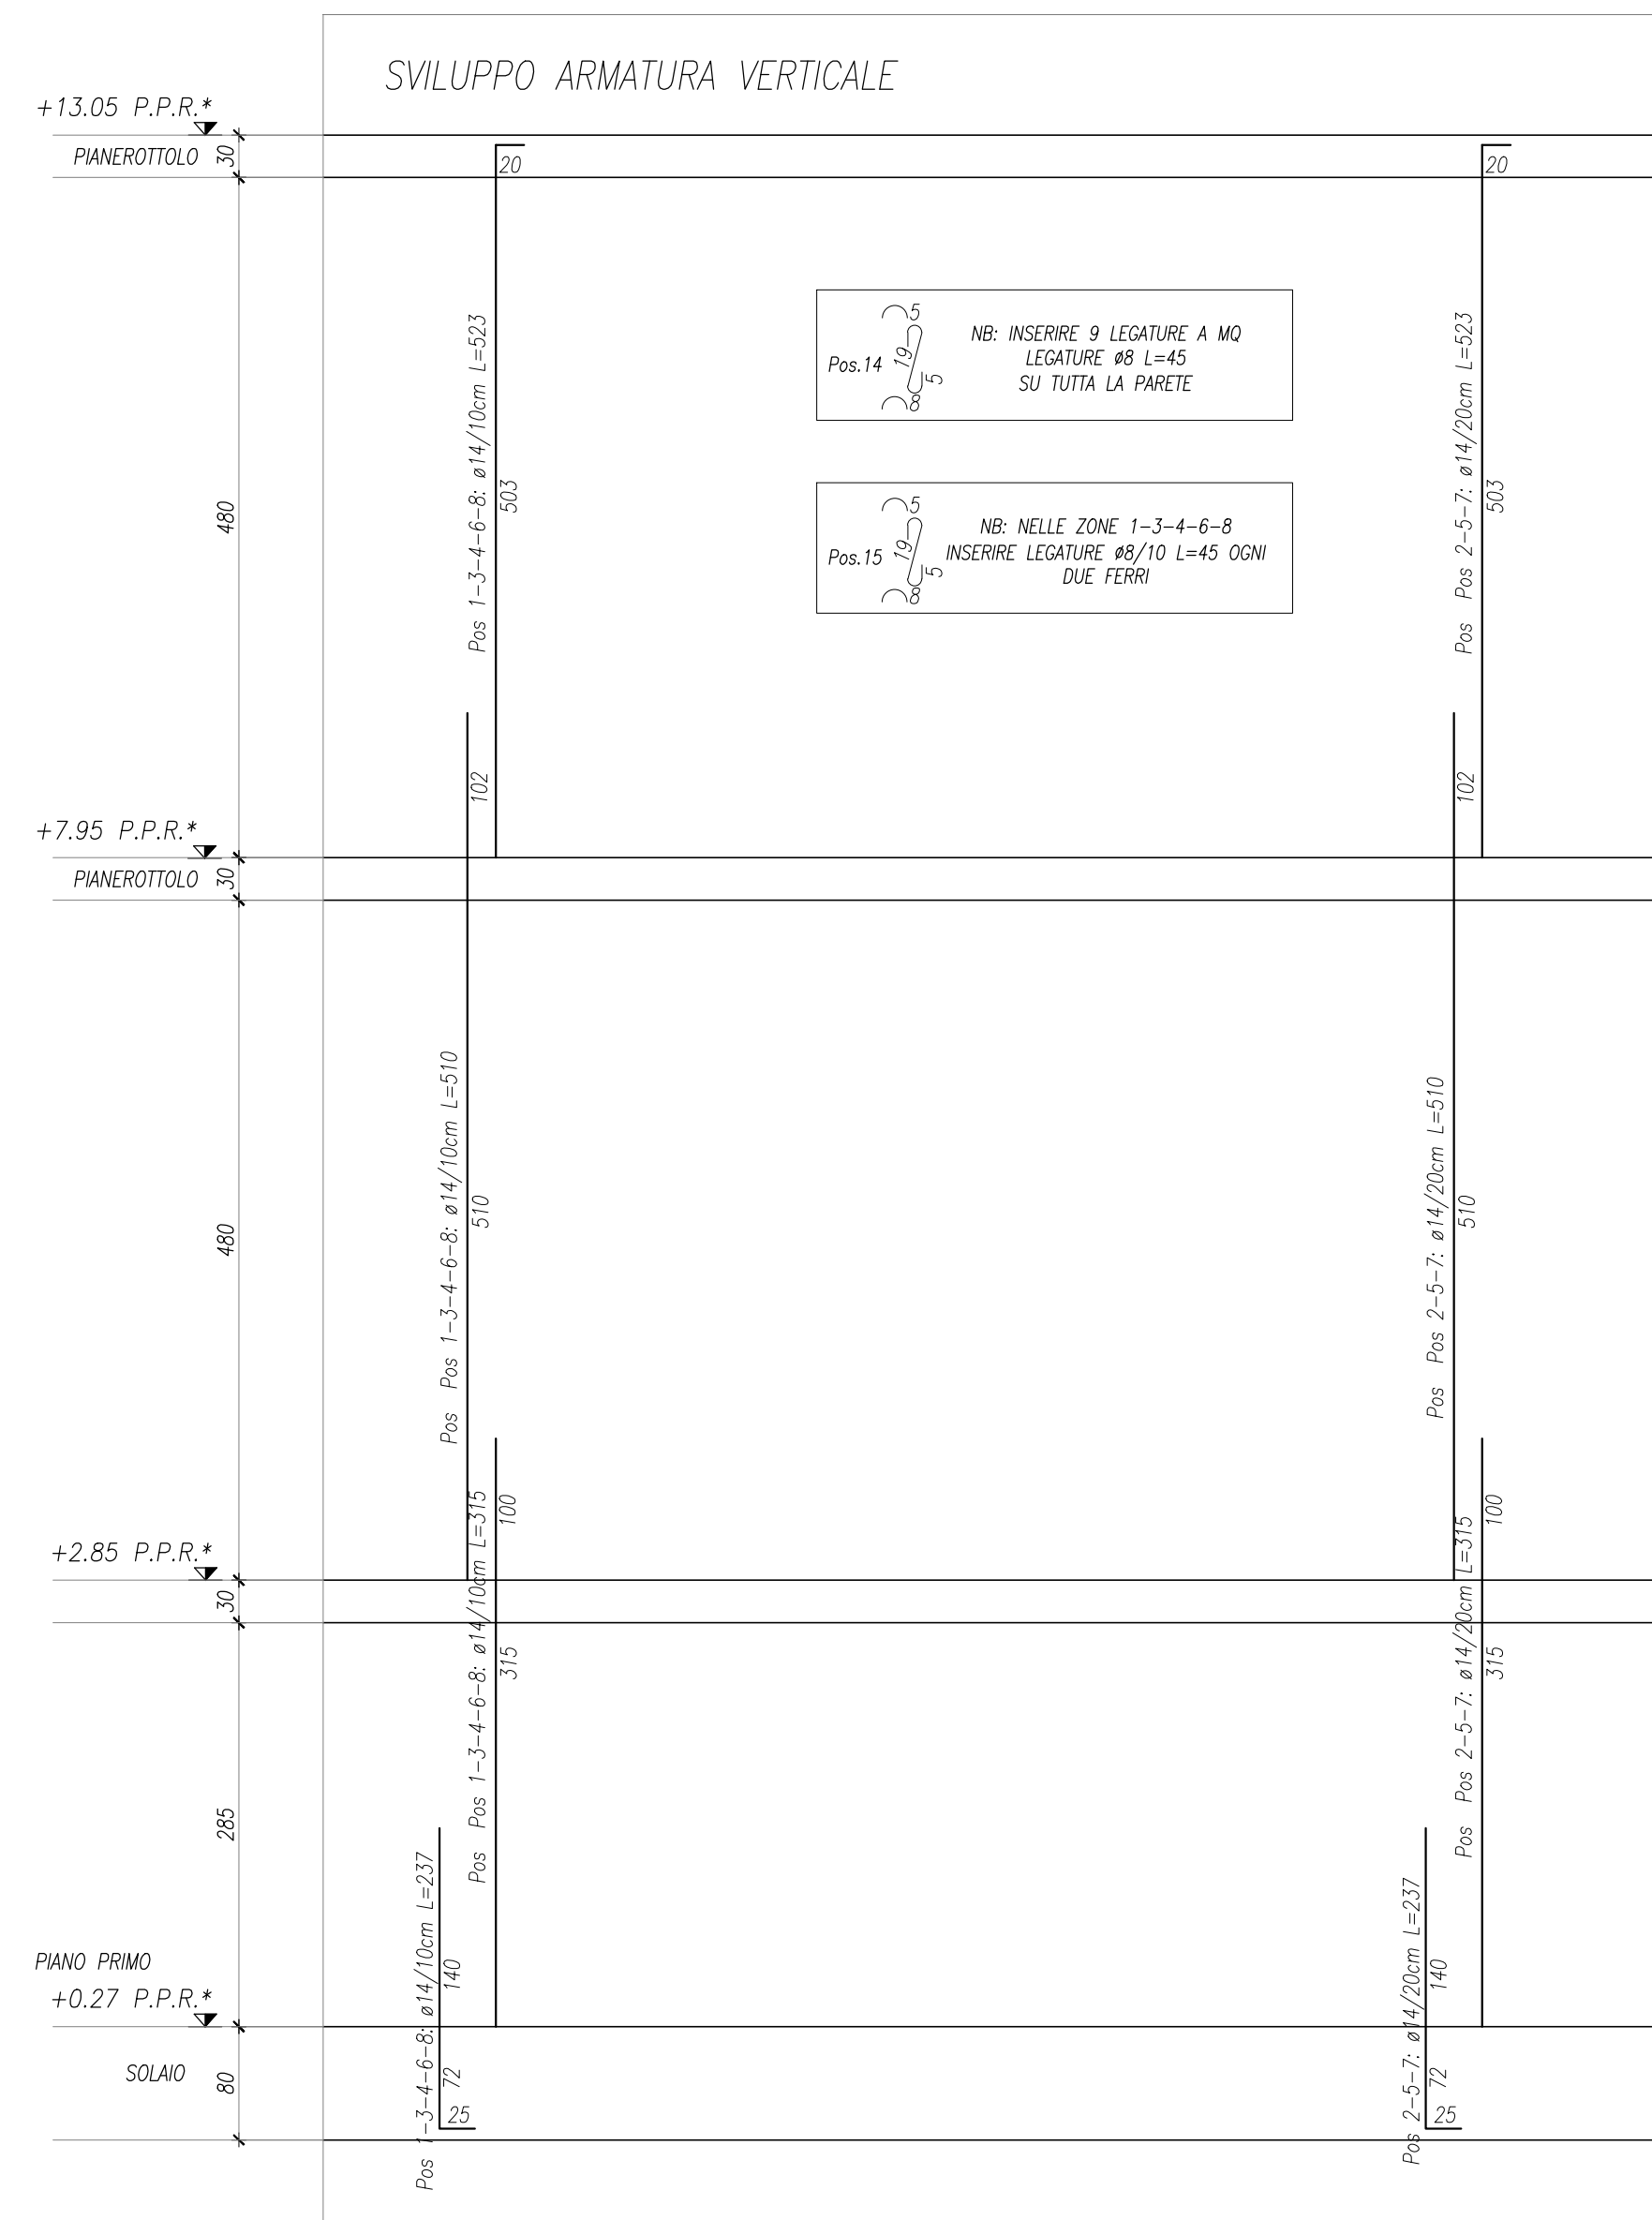 SVILUPPO ARMATURA VERTICALE
+13.05 P.P.R.*
PIANEROTTOLO
30
20
20
480
Pos 1-3-4-6-8: ø14/10cm L=523
503
Pos.14
5
19
5
8
NB: INSERIRE 9 LEGATURE A MQ
LEGATURE Ø8 L=45
SU TUTTA LA PARETE
Pos.15
5
19
5
8
NB: NELLE ZONE 1-3-4-6-8
INSERIRE LEGATURE Ø8/10 L=45 OGNI
DUE FERRI
Pos Pos 2-5-7: ø14/20cm L=523
503
102
102
+7.95 P.P.R.*
PIANEROTTOLO
30
480
Pos Pos 1-3-4-6-8: ø14/10cm L=510
510
Pos Pos 2-5-7: ø14/20cm L=510
510
100
100
+2.85 P.P.R.*
30
Pos Pos 1-3-4-6-8: ø14/10cm L=315
315
Pos Pos 2-5-7: ø14/20cm L=315
315
285
Pos 1-3-4-6-8: ø14/10cm L=237
140
Pos 2-5-7: ø14/20cm L=237
140
PIANO PRIMO
+0.27 P.P.R.*
SOLAIO
80
72
25
72
25